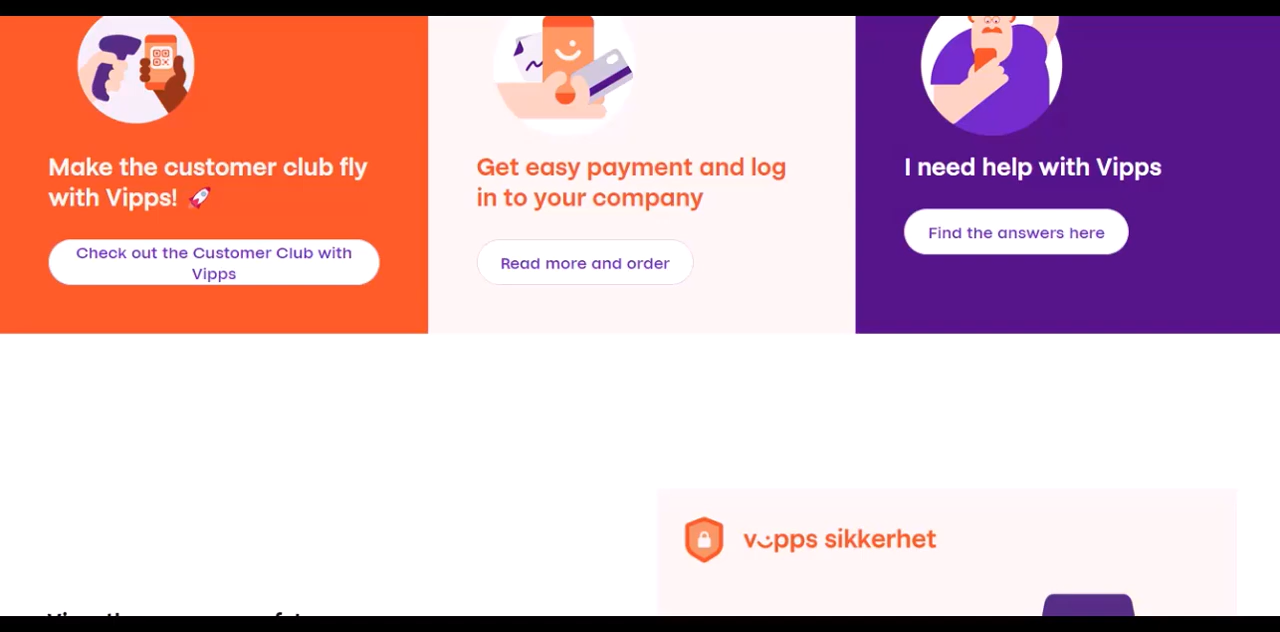 Make the customer club fly
with Vipps! 🚀
Check out the Customer Club with
Vipps
Get easy payment and log
in to your company
Read more and order
I need help with Vipps
Find the answers here
vipps sikkerhet